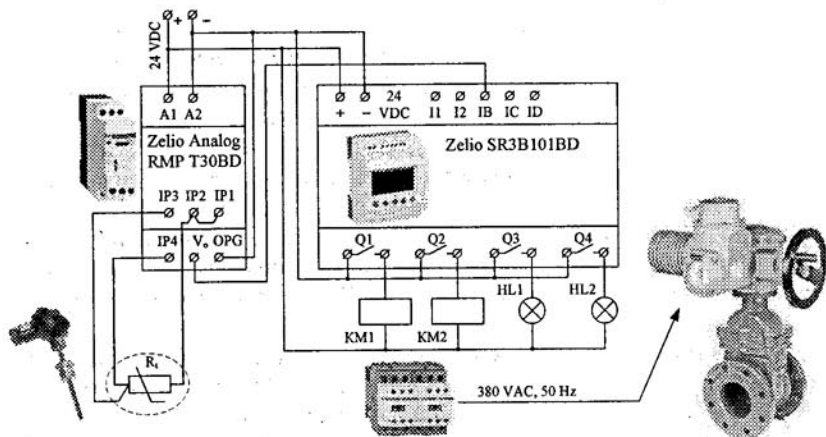 24 VDC + −
A1 A2
Zelio Analog
RMP T30BD
IP3 IP2 IP1
IP4 V₀ OPG
Rₜ
+ − 24 VDC I1 I2 IB IC ID
Zelio SR3B101BD
Q1 Q2 Q3 Q4
HL1 HL2
KM1 KM2
380 VAC, 50 Hz